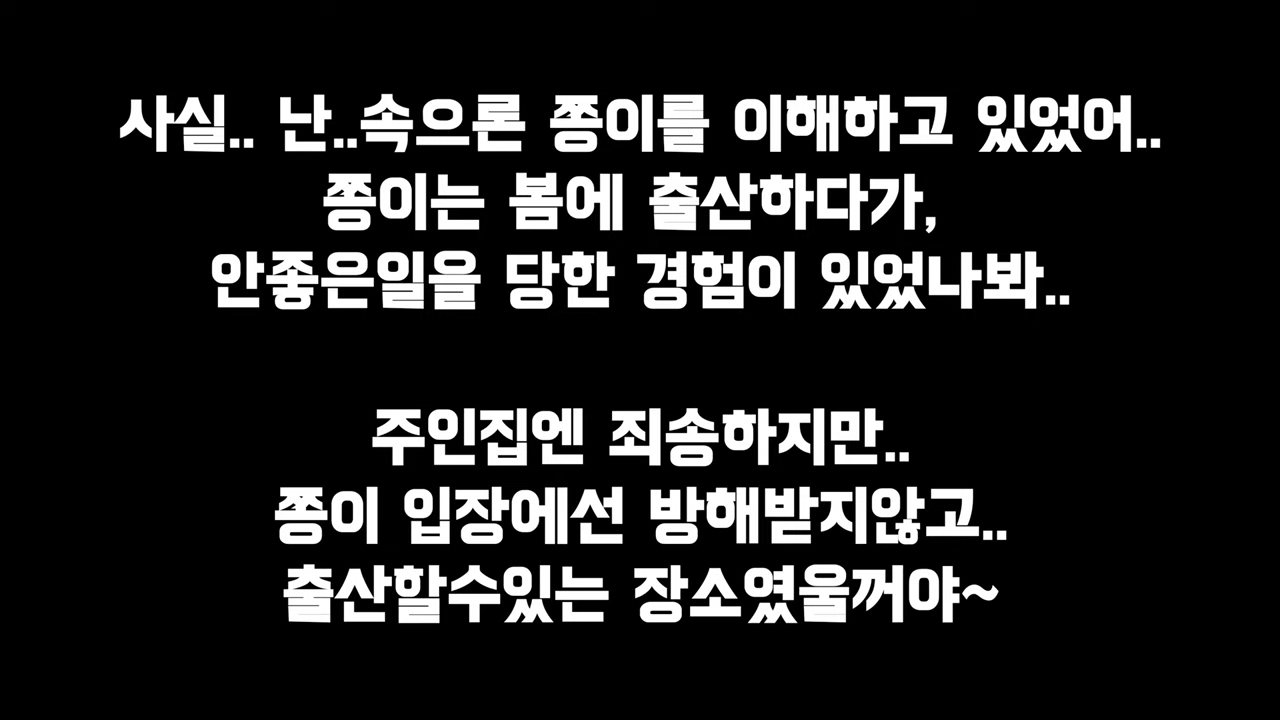 사실.. 난..속으론 쫑이를 이해하고 있었어..
쫑이는 봄에 출산하다가,
안좋은일을 당한 경험이 있었나봐..
주인집엔 죄송하지만..
쫑이 입장에선 방해받지않고..
출산할수있는 장소였울꺼야~